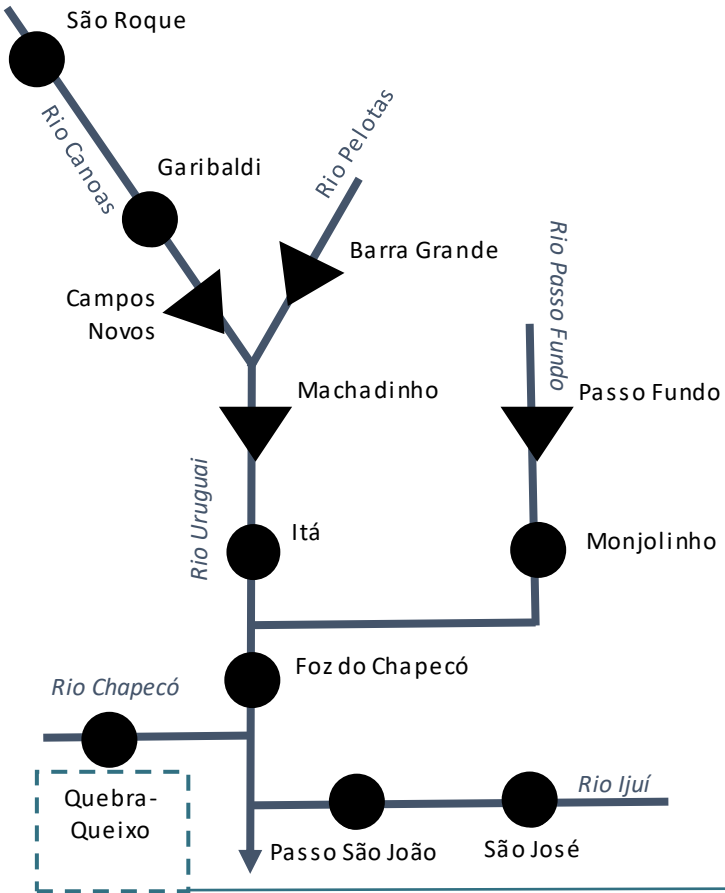 São Roque
Rio Canoas
Garibaldi
Rio Pelotas
Barra Grande
Campos
Novos
Rio Passo Fundo
Machadinho
Passo Fundo
Rio Uruguai
Itá
Monjolinho
Foz do Chapecó
Rio Chapecó
Quebra-
Queixo
Rio Ijuí
Passo São João
São José